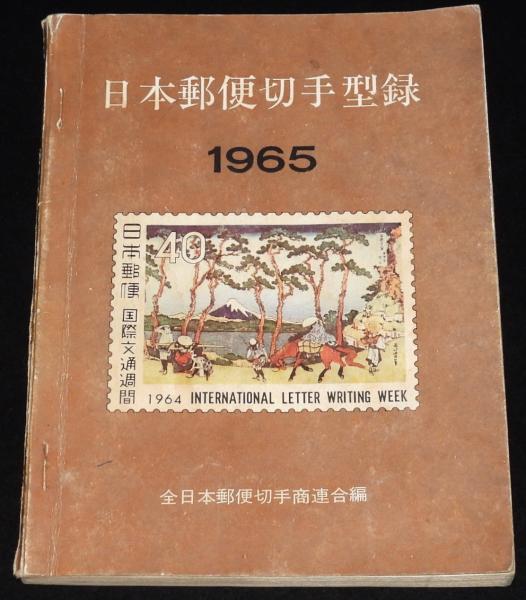 日本郵便切手型録
1965
40
日本郵便
国際文通週間
1964 INTERNATIONAL LETTER WRITING WEEK
全日本郵便切手商連合編